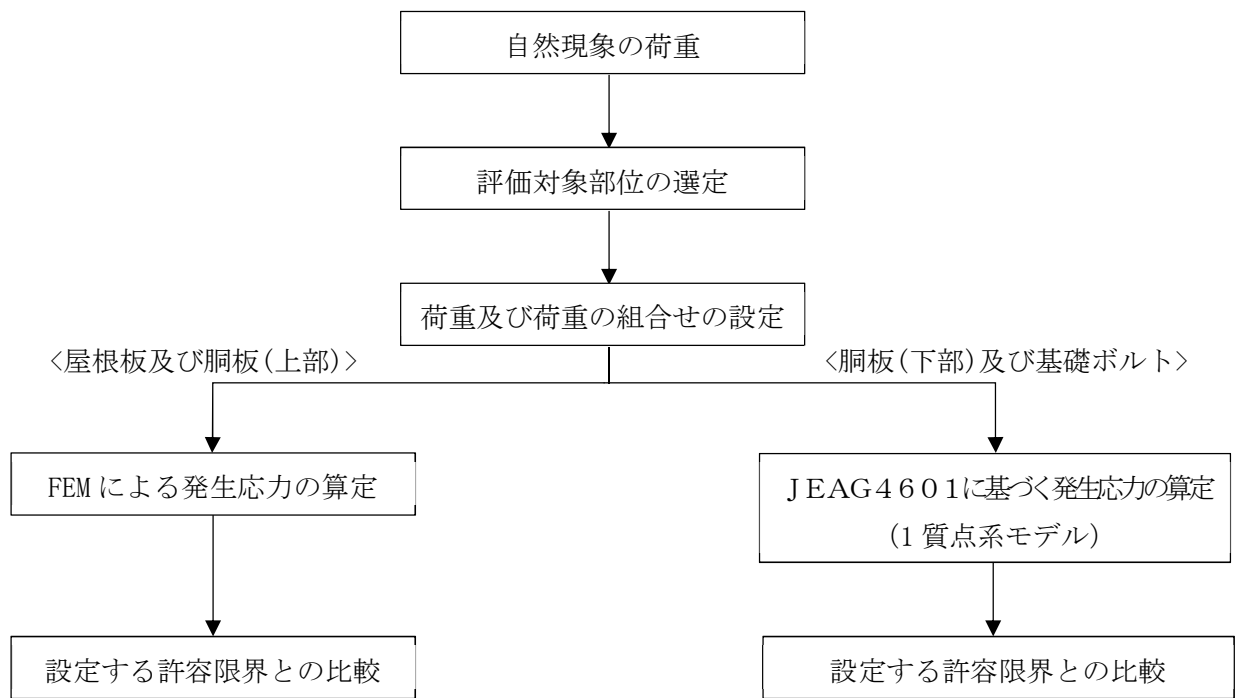 自然現象の荷重
評価対象部位の選定
荷重及び荷重の組合せの設定
<屋根板及び胴板(上部)>
<胴板(下部)及び基礎ボルト>
FEM による発生応力の算定
JEAG4601に基づく発生応力の算定
(1 質点系モデル)
設定する許容限界との比較
設定する許容限界との比較